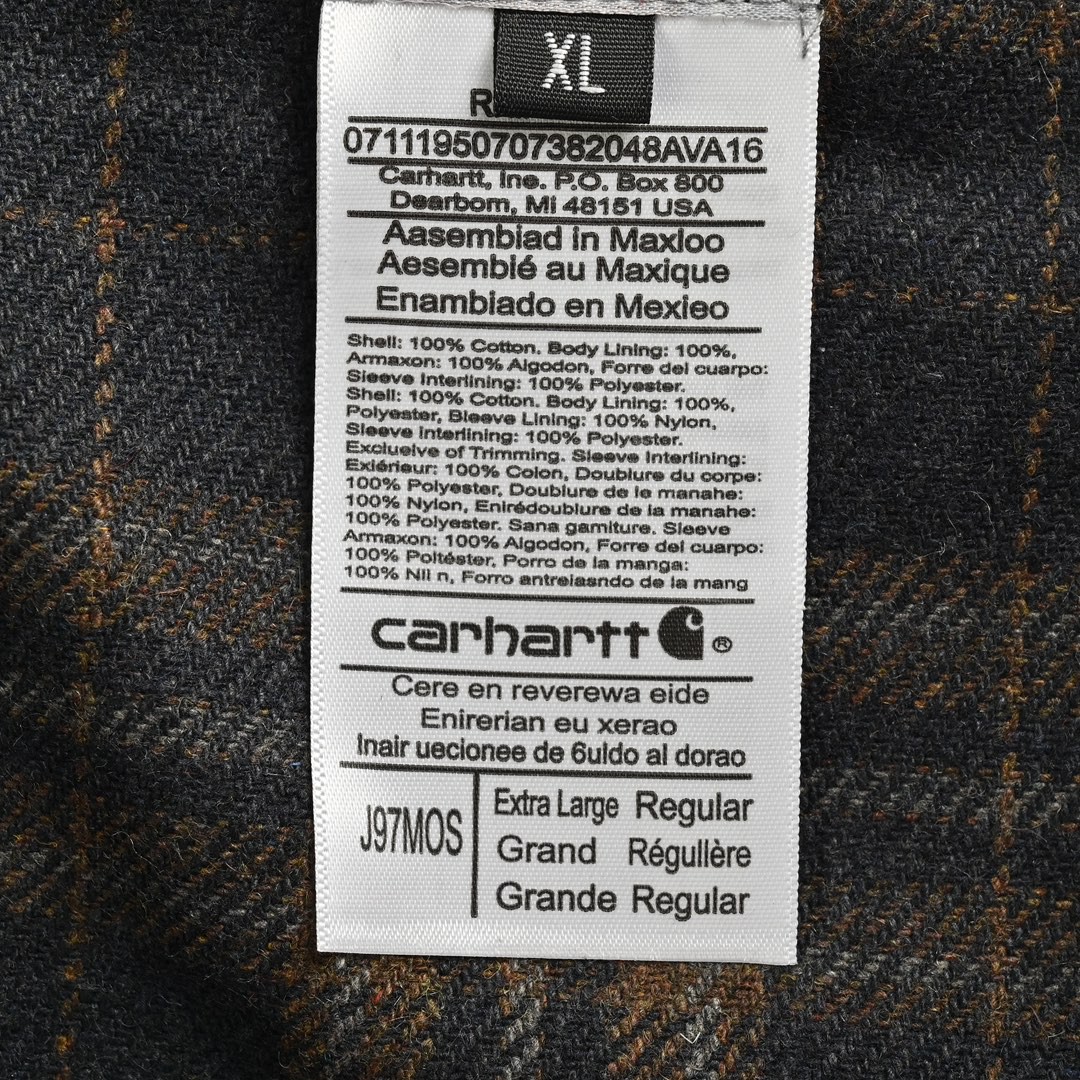 XL
R
07111950707382048AVA16
Carhartt, Ine. P.O. Box 800
Dearbom, Mi 48151 USA
Aasembiad in Maxloo
Aesembié au Maxique
Enambiado en Mexieo
Shell: 100% Cotton. Body Lining: 100%,
Armaxon: 100% Algodon, Forre del cuarpo:
Sleeve Interlining: 100% Polyester.
Shell: 100% Cotton. Body Lining: 100%,
Polyester, Bleeve Lining: 100% Nylon,
Sleeve Interlining: 100% Polyester.
Excluelve of Trimming. Sleeve Interlining:
Exiérieur: 100% Colon, Doublure du corpe:
100% Polyester, Doublure de le manahe:
100% Nylon, Enirédoublure de la manahe:
100% Polyester. Sana gamiture. Sleeve
Armaxon: 100% Algodon, Forre del cuarpo:
100% Poltéster, Porro de la manga:
100% Nil n, Forro antrelasndo de la mang
carhartt ®
Cere en reverewa eide
Enirerian eu xerao
Inair uecionee de 6uldo al dorao
J97MOS
Extra Large Regular
Grand Régullère
Grande Regular